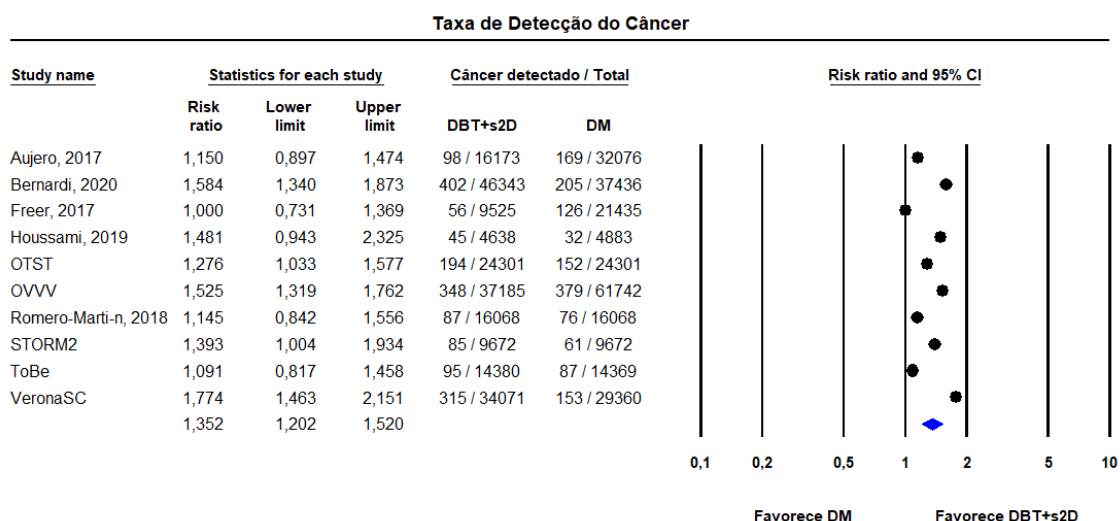 Taxa de Detecção do Câncer
Study name Statistics for each study Câncer detectado / Total Risk ratio and 95% CI
Risk ratio Lower limit Upper limit DBT+s2D DM
Aujero, 2017 1,150 0,897 1,474 98 / 16173 169 / 32076
Bernardi, 2020 1,584 1,340 1,873 402 / 46343 205 / 37436
Freer, 2017 1,000 0,731 1,369 56 / 9525 126 / 21435
Houssami, 2019 1,481 0,943 2,325 45 / 4638 32 / 4883
OTST 1,276 1,033 1,577 194 / 24301 152 / 24301
OVVV 1,525 1,319 1,762 348 / 37185 379 / 61742
Romero-Marti-n, 2018 1,145 0,842 1,556 87 / 16068 76 / 16068
STORM2 1,393 1,004 1,934 85 / 9672 61 / 9672
ToBe 1,091 0,817 1,458 95 / 14380 87 / 14369
VeronaSC 1,774 1,463 2,151 315 / 34071 153 / 29360
1,352 1,202 1,520
0,1 0,2 0,5 1 2 5 10
Favorece DM Favorece DBT+s2D